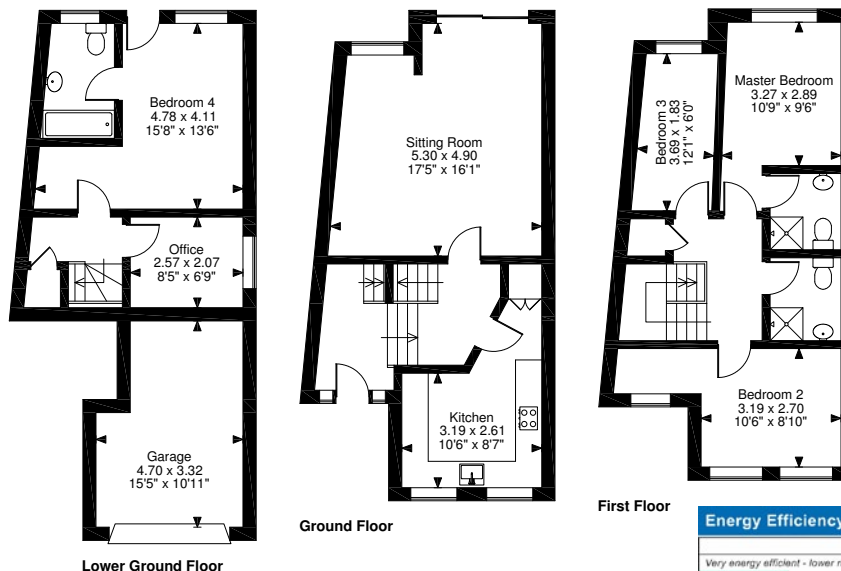 Bedroom 4
4.78 x 4.11
15'8" x 13'6"
Office
2.57 x 2.07
8'5" x 6'9"
Garage
4.70 x 3.32
15'5" x 10'11"
Lower Ground Floor
Sitting Room
5.30 x 4.90
17'5" x 16'1"
Kitchen
3.19 x 2.61
10'6" x 8'7"
Ground Floor
Bedroom 3
3.69 x 1.83
12'1" x 6'0"
Master Bedroom
3.27 x 2.89
10'9" x 9'6"
Bedroom 2
3.19 x 2.70
10'6" x 8'10"
First Floor
Energy Efficiency
Very energy efficient - lower